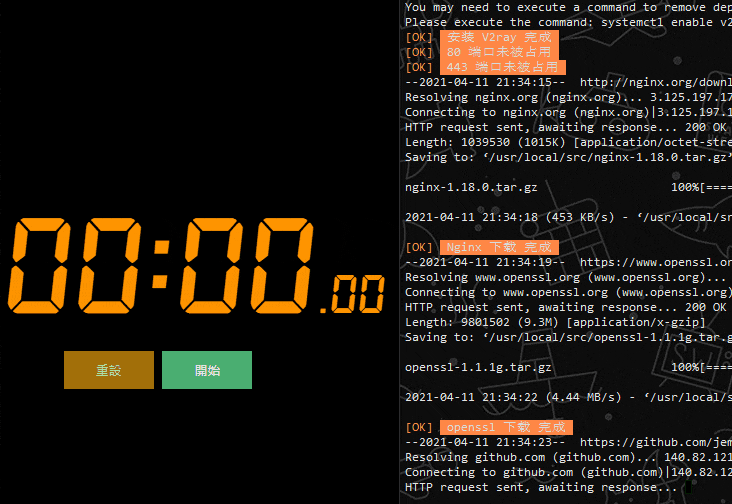 00:00.00
重設
開始
You may need to execute a command to remove dep
Please execute the command: systemctl enable v2
[OK] 安装 V2ray 完成
[OK] 80 端口未被占用
[OK] 443 端口未被占用
--2021-04-11 21:34:15-- http://nginx.org/downl
Resolving nginx.org (nginx.org)... 3.125.197.17
Connecting to nginx.org (nginx.org)|3.125.197.1
HTTP request sent, awaiting response... 200 OK
Length: 1039530 (1015K) [application/octet-stre
Saving to: ‘/usr/local/src/nginx-1.18.0.tar.gz’
nginx-1.18.0.tar.gz 100%[====
2021-04-11 21:34:18 (453 KB/s) - ‘/usr/local/sr
[OK] Nginx 下载 完成
--2021-04-11 21:34:19-- https://www.openssl.or
Resolving www.openssl.org (www.openssl.org)...
Connecting to www.openssl.org (www.openssl.org)
HTTP request sent, awaiting response... 200 OK
Length: 9801502 (9.3M) [application/x-gzip]
Saving to: ‘/usr/local/src/openssl-1.1.1g.tar.g
openssl-1.1.1g.tar.gz 100%[====
2021-04-11 21:34:22 (4.44 MB/s) - ‘/usr/local/s
[OK] openssl 下载 完成
--2021-04-11 21:34:23-- https://github.com/jem
Resolving github.com (github.com)... 140.82.121
Connecting to github.com (github.com)|140.82.12
HTTP request sent, awaiting response...